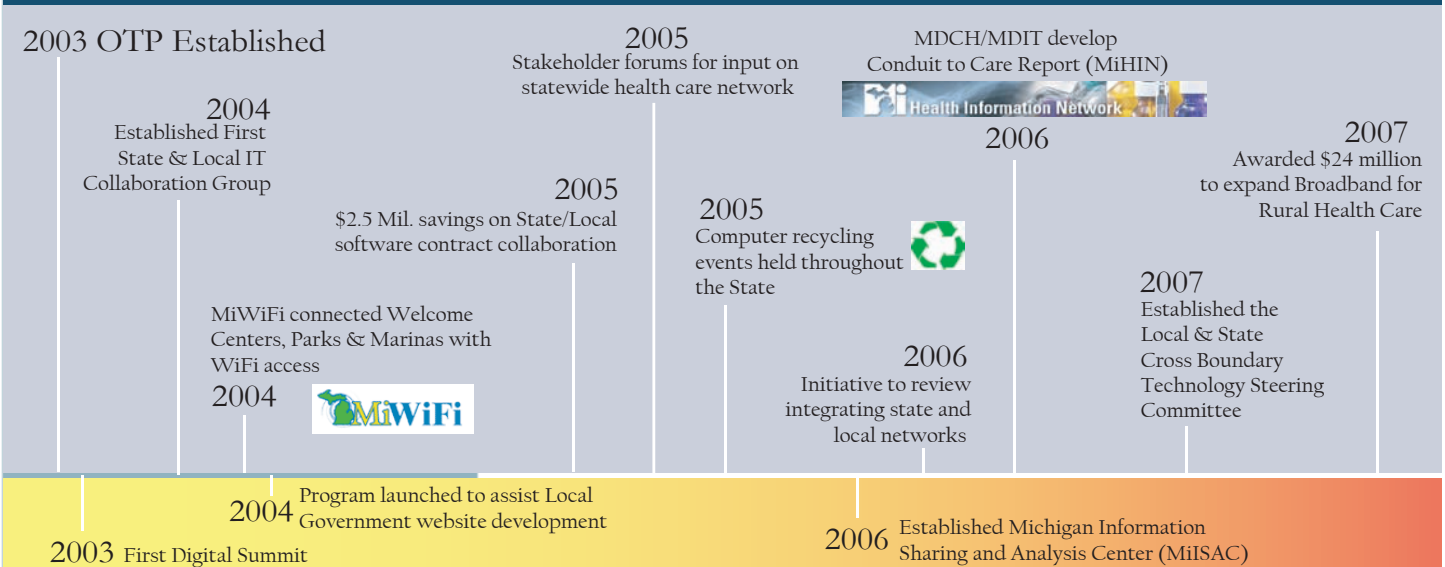 2003 OTP Established
2004
Established First
State & Local IT
Collaboration Group
MiWiFi connected Welcome
Centers, Parks & Marinas with
WiFi access
2004
MiWiFi
2005
$2.5 Mil. savings on State/Local
software contract collaboration
2005
Stakeholder forums for input on
statewide health care network
2005
Computer recycling
events held throughout
the State
2006
Initiative to review
integrating state and
local networks
MDCH/MDIT develop
Conduit to Care Report (MiHIN)
Mi Health Information Network
2006
2007
Established the
Local & State
Cross Boundary
Technology Steering
Committee
2007
Awarded $24 million
to expand Broadband for
Rural Health Care
2003 First Digital Summit
2004 Program launched to assist Local
Government website development
2006 Established Michigan Information
Sharing and Analysis Center (MiISAC)